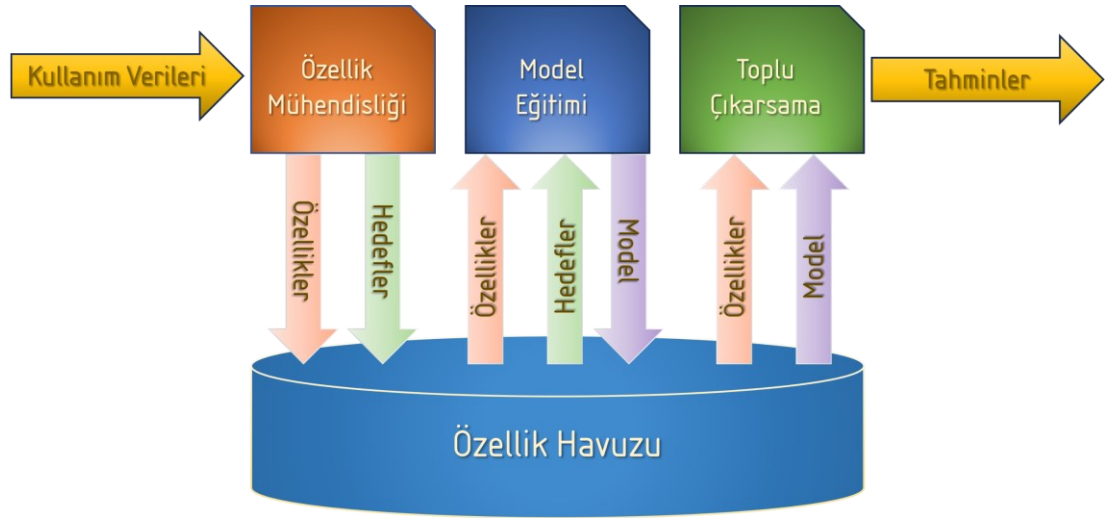 Kullanım Verileri
Özellik
Mühendisliği
Model
Eğitimi
Toplu
Çıkarsama
Tahminler
Özellikler
Hedefler
Özellikler
Hedefler
Model
Özellikler
Model
Özellik Havuzu